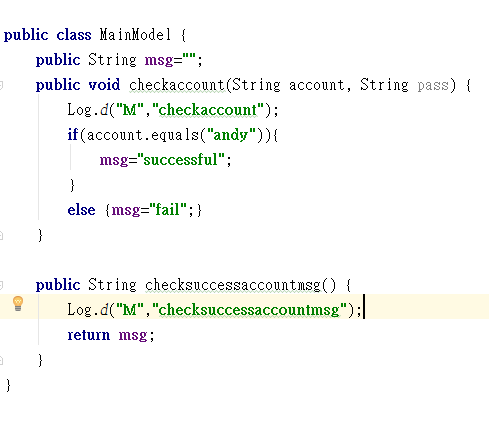 public class MainModel {
    public String msg="";
    public void checkaccount(String account, String pass) {
        Log.d("M","checkaccount");
        if(account.equals("andy")){
            msg="successful";
        }
        else {msg="fail";}
    }
    public String checksuccessaccountmsg() {
        Log.d("M","checksuccessaccountmsg");
        return msg;
    }
}